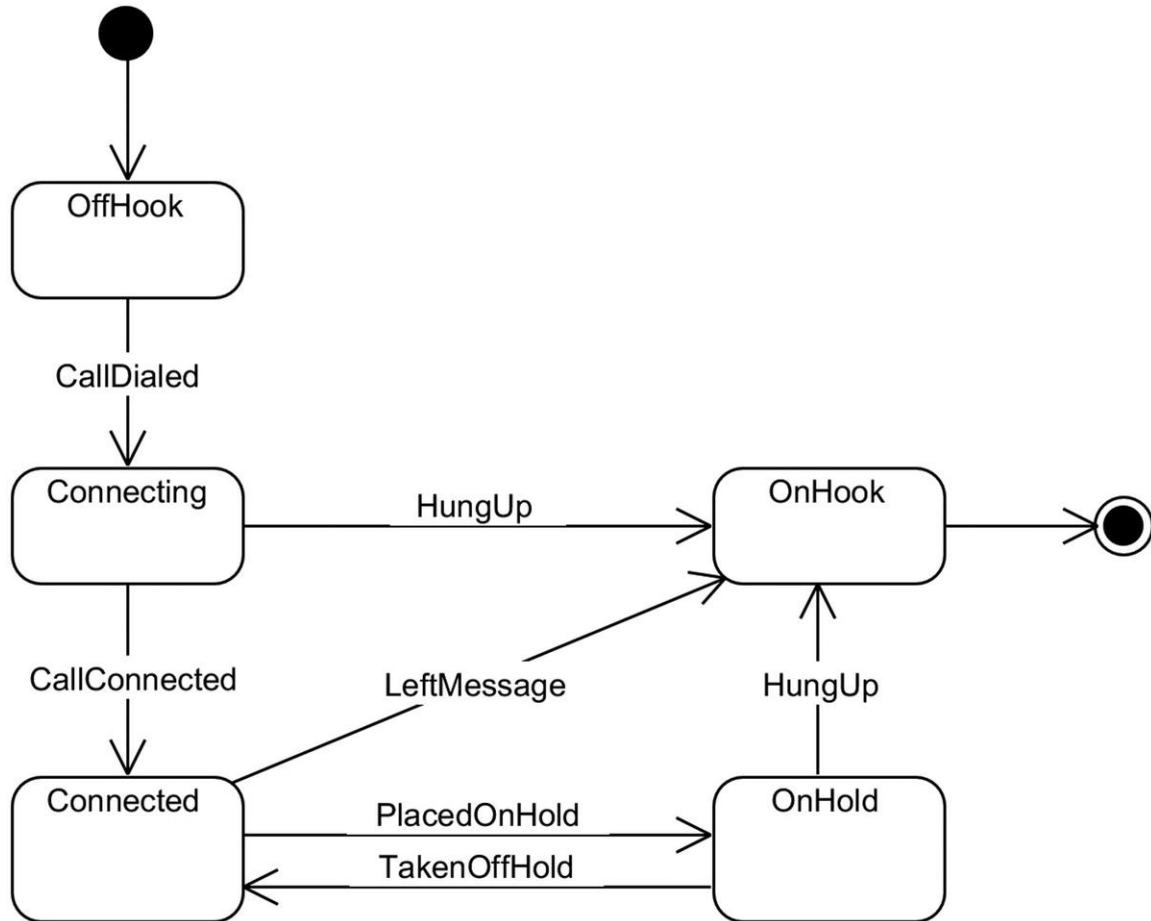 OffHook
CallDialed
Connecting
HungUp
OnHook
CallConnected
LeftMessage
HungUp
Connected
PlacedOnHold
OnHold
TakenOffHold